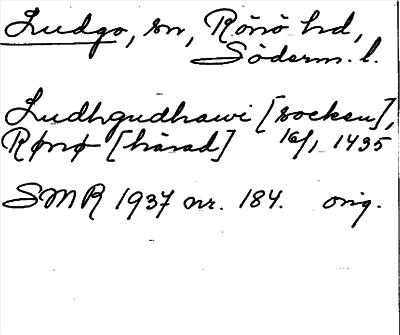 Ludgo, sn, Rönö hd,
Söderm. l.
Ludhgudhawi [socken],
Rønø [härad] 16/1 1435
SMR 1937 nr. 184. orig.